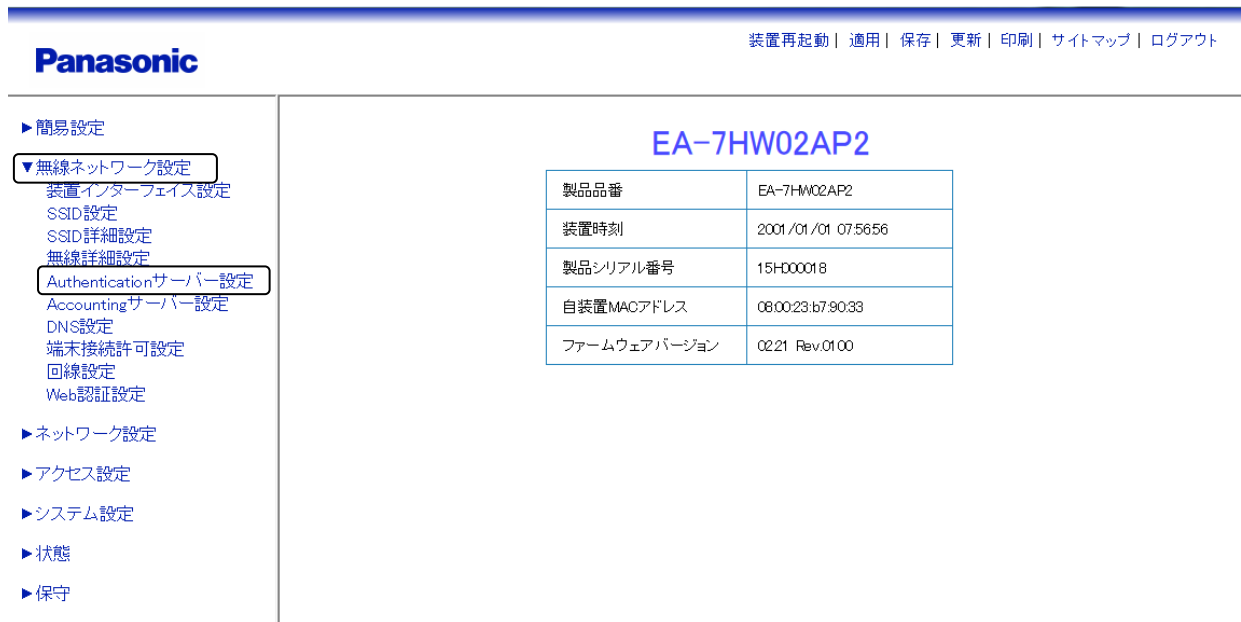 Panasonic
装置再起動| 適用| 保存| 更新| 印刷| サイトマップ| ログアウト
▶簡易設定
▼無線ネットワーク設定
装置インターフェイス設定
SSID設定
SSID詳細設定
無線詳細設定
Authenticationサーバー設定
Accountingサーバー設定
DNS設定
端末接続許可設定
回線設定
Web認証設定
▶ネットワーク設定
▶アクセス設定
▶システム設定
▶状態
▶保守
EA-7HW02AP2
製品品番 EA-7HW02AP2
装置時刻 2001/01/01 07:56:56
製品シリアル番号 15H000018
自装置MACアドレス 08:00:23:b7:90:33
ファームウェアバージョン 02.21 Rev.0100